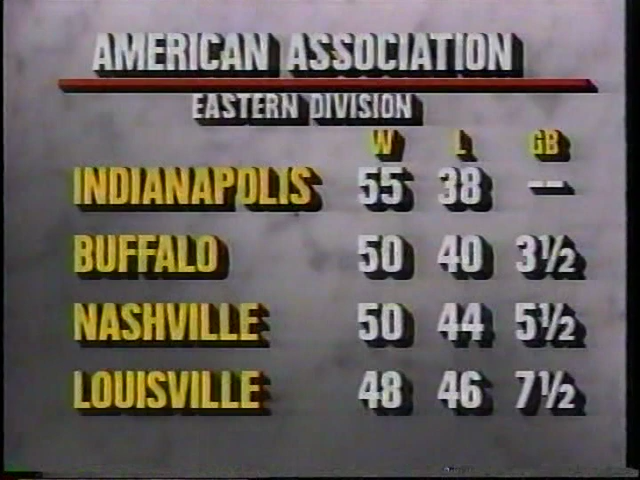 AMERICAN ASSOCIATION
EASTERN DIVISION
W L GB
INDIANAPOLIS 55 38 --
BUFFALO 50 40 3½
NASHVILLE 50 44 5½
LOUISVILLE 48 46 7½